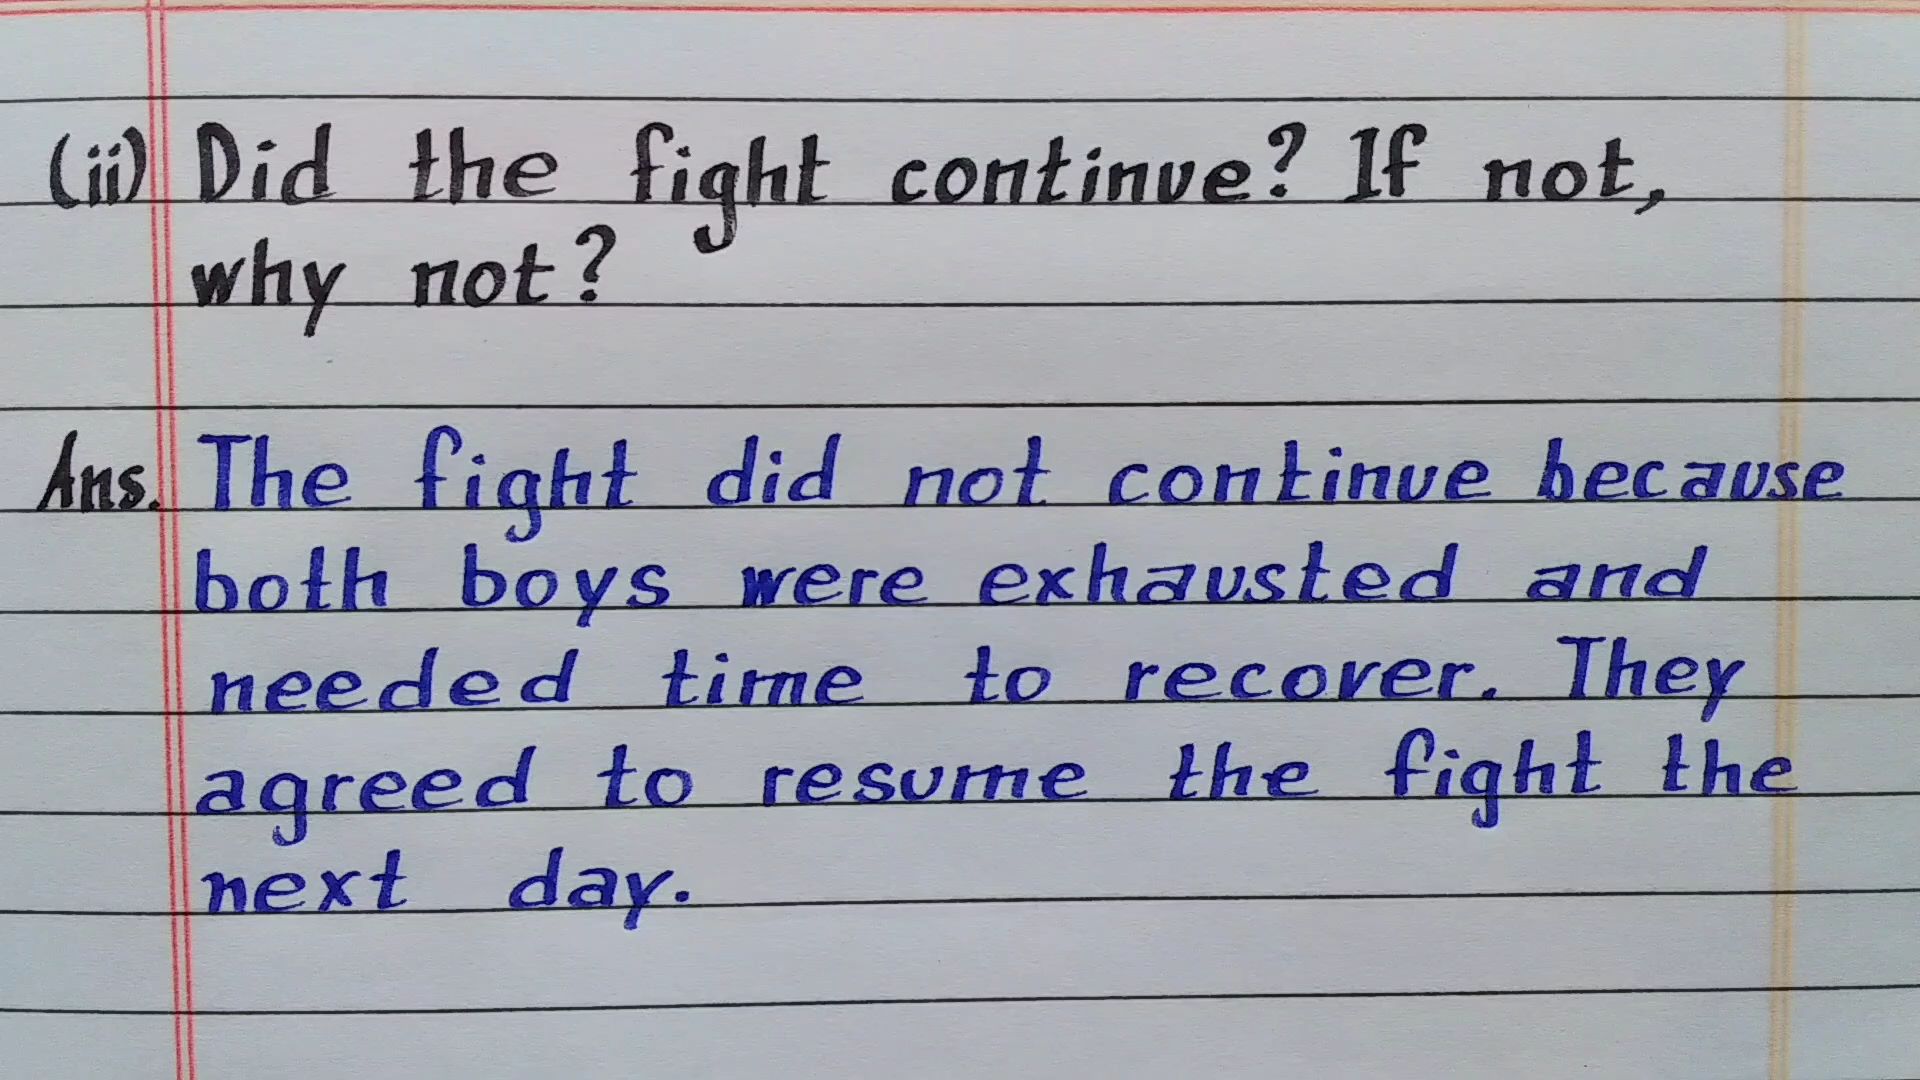 (ii) Did the fight continue? If not,
why not?
Ans. The fight did not continue because
both boys were exhausted and
needed time to recover. They
agreed to resume the fight the
next day.